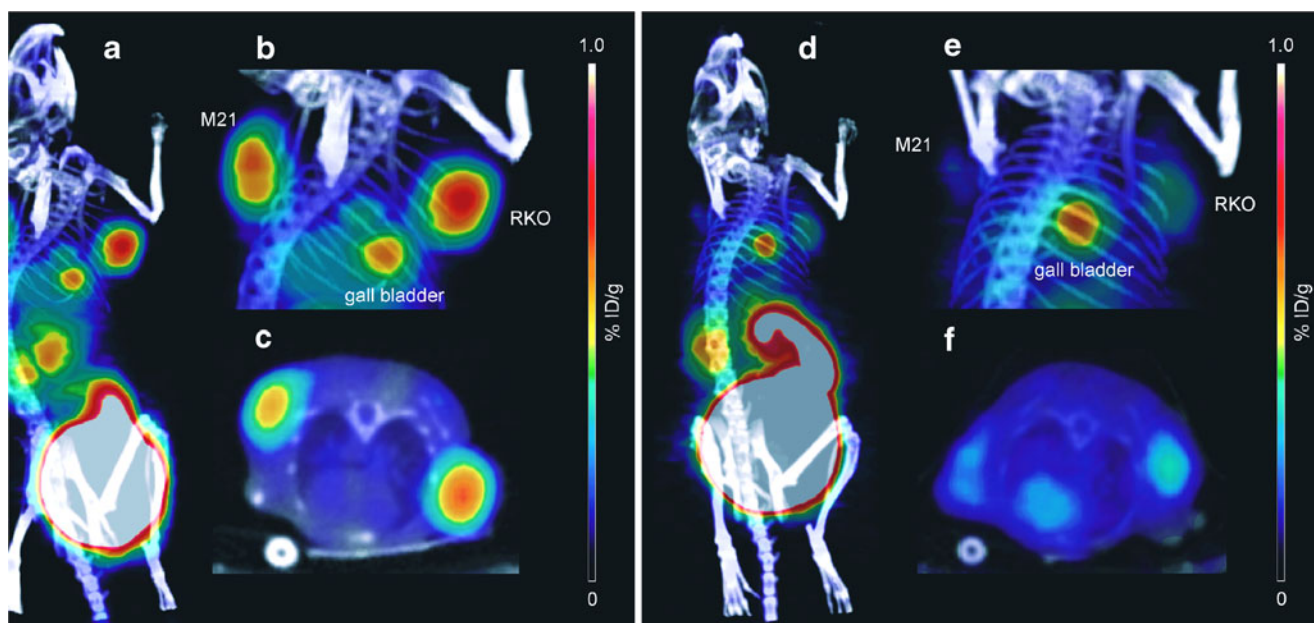 a
b
M21
RKO
gall bladder
c
1.0
% ID/g
0
d
e
M21
RKO
gall bladder
f
1.0
% ID/g
0